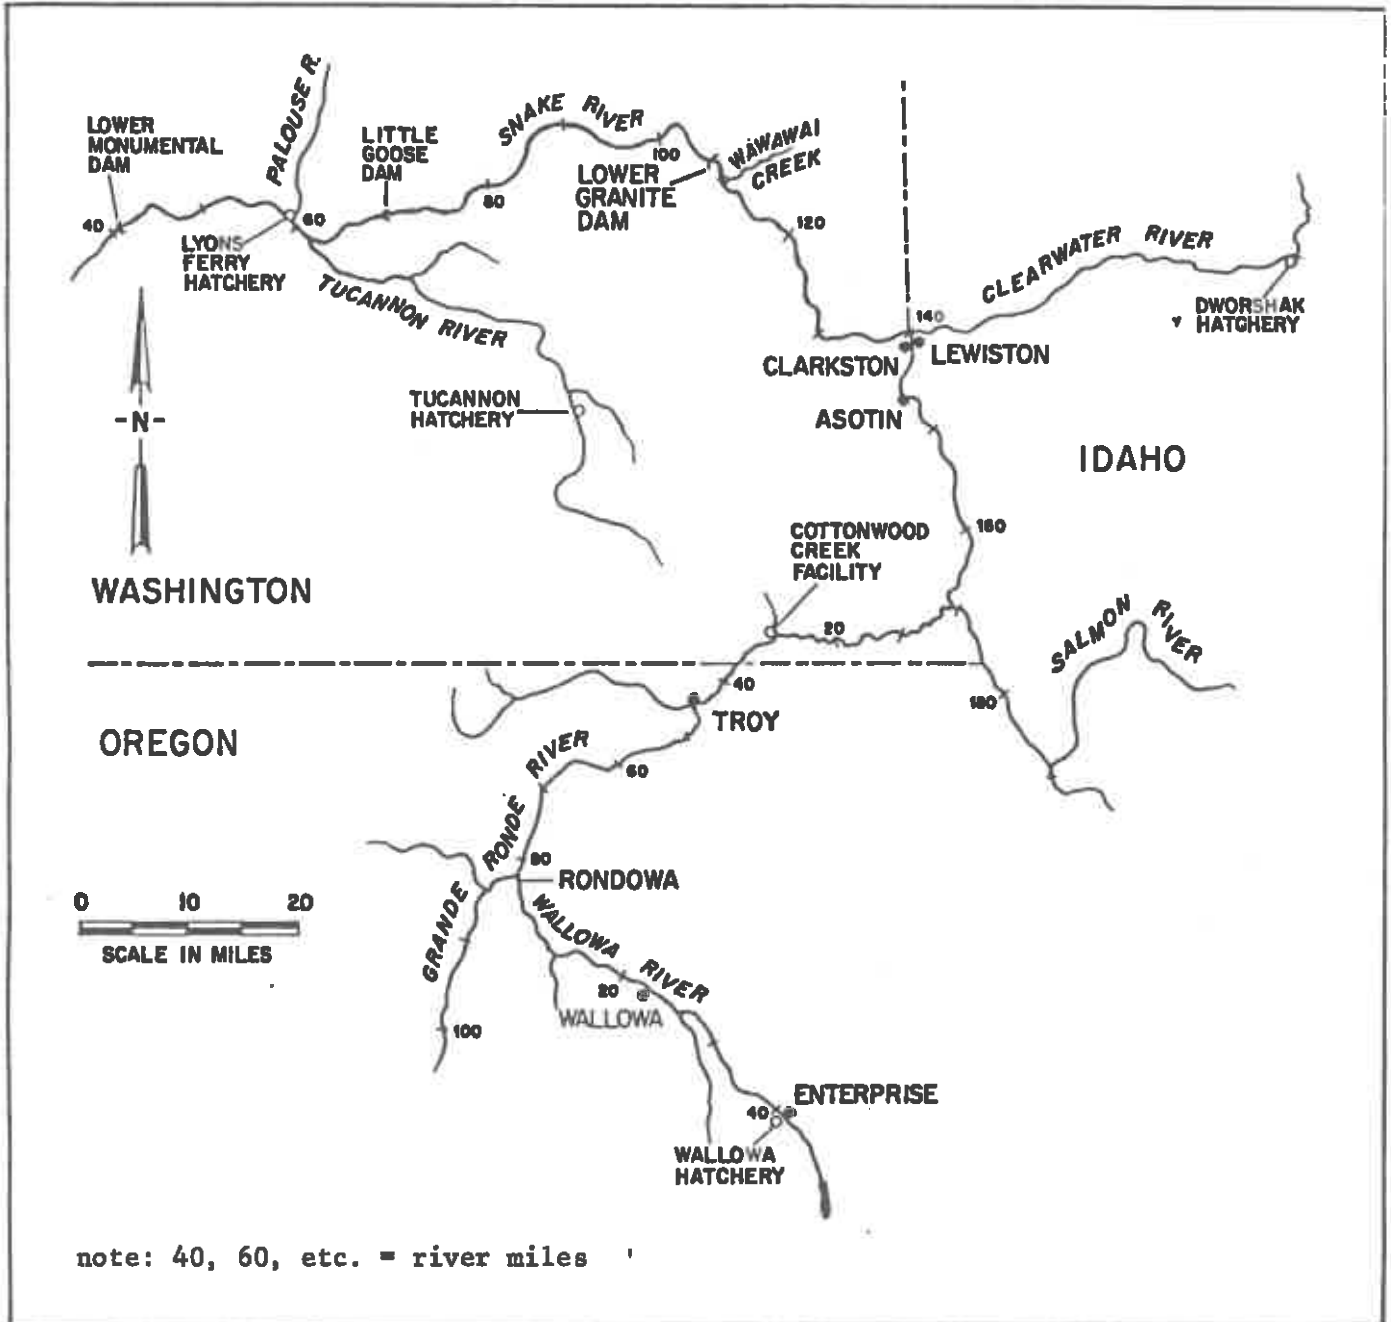 PALOUSE R.
LOWER
MONUMENTAL
DAM
LITTLE
GOOSE
DAM
SNAKE RIVER
WAWAWAI
CREEK
100
LOWER
GRANITE
DAM
80
40
60
LYONS
FERRY
HATCHERY
120
CLEARWATER RIVER
TUCANNON RIVER
DWORSHAK
HATCHERY
140
CLARKSTON
LEWISTON
ASOTIN
TUCANNON
HATCHERY
-N-
IDAHO
160
COTTONWOOD
CREEK
FACILITY
WASHINGTON
20
SALMON RIVER
40
180
TROY
OREGON
60
GRANDE RONDE RIVER
80
RONDOWA
0 10 20
SCALE IN MILES
WALLOWA RIVER
20
WALLOWA
100
ENTERPRISE
40
WALLOWA
HATCHERY
note: 40, 60, etc. = river miles